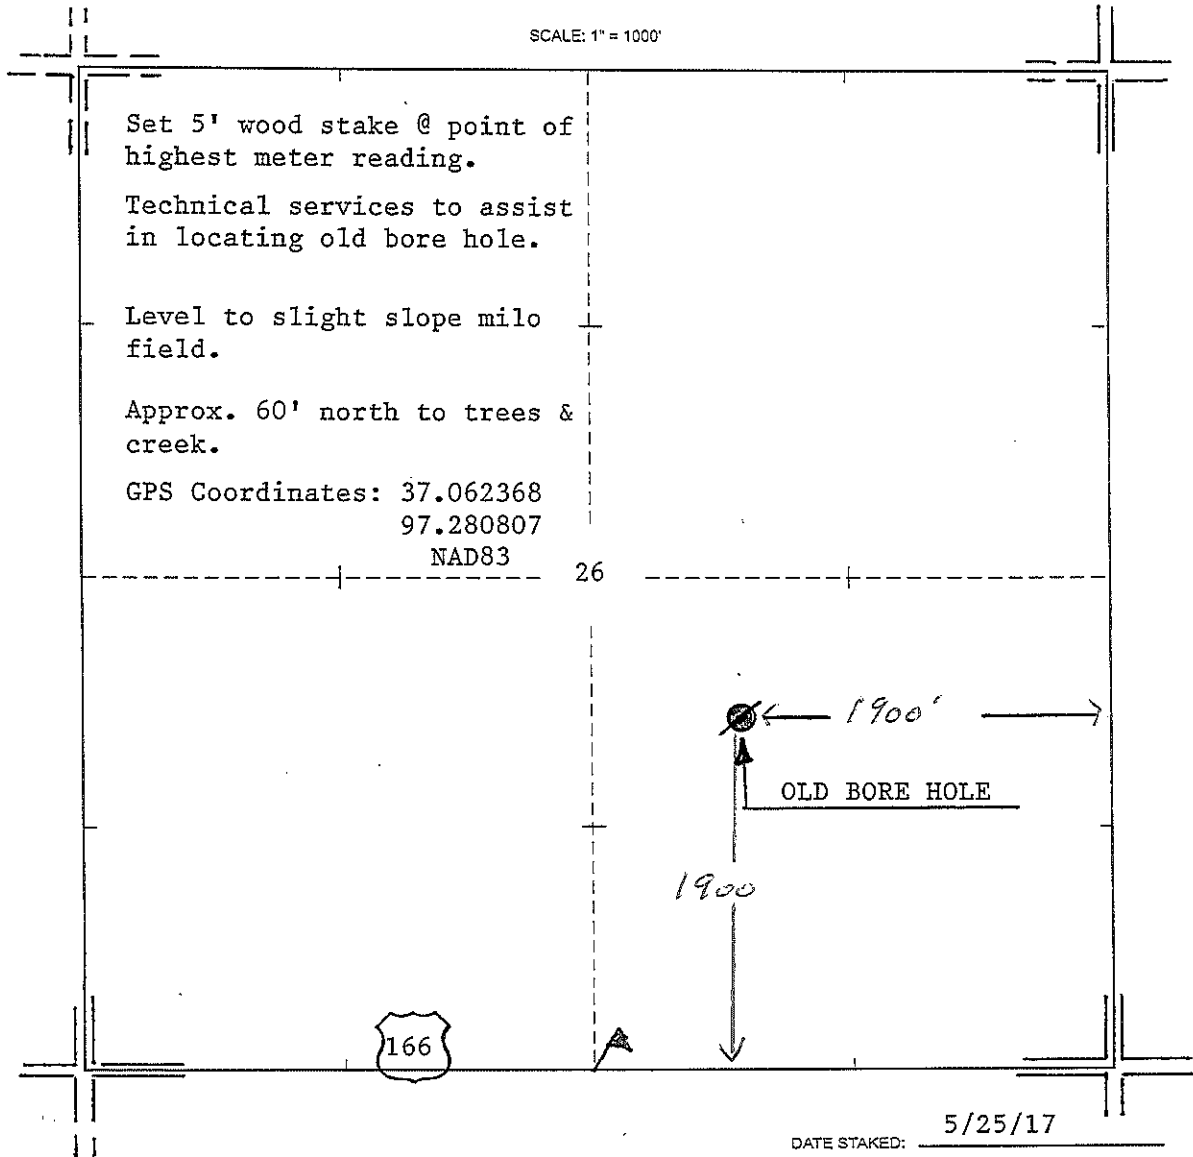 SCALE: 1" = 1000'
Set 5' wood stake @ point of
highest meter reading.
Technical services to assist
in locating old bore hole.
Level to slight slope milo
field.
Approx. 60' north to trees &
creek.
GPS Coordinates: 37.062368
97.280807
NAD83
26
1900'
OLD BORE HOLE
1900
166
5/25/17
DATE STAKED: